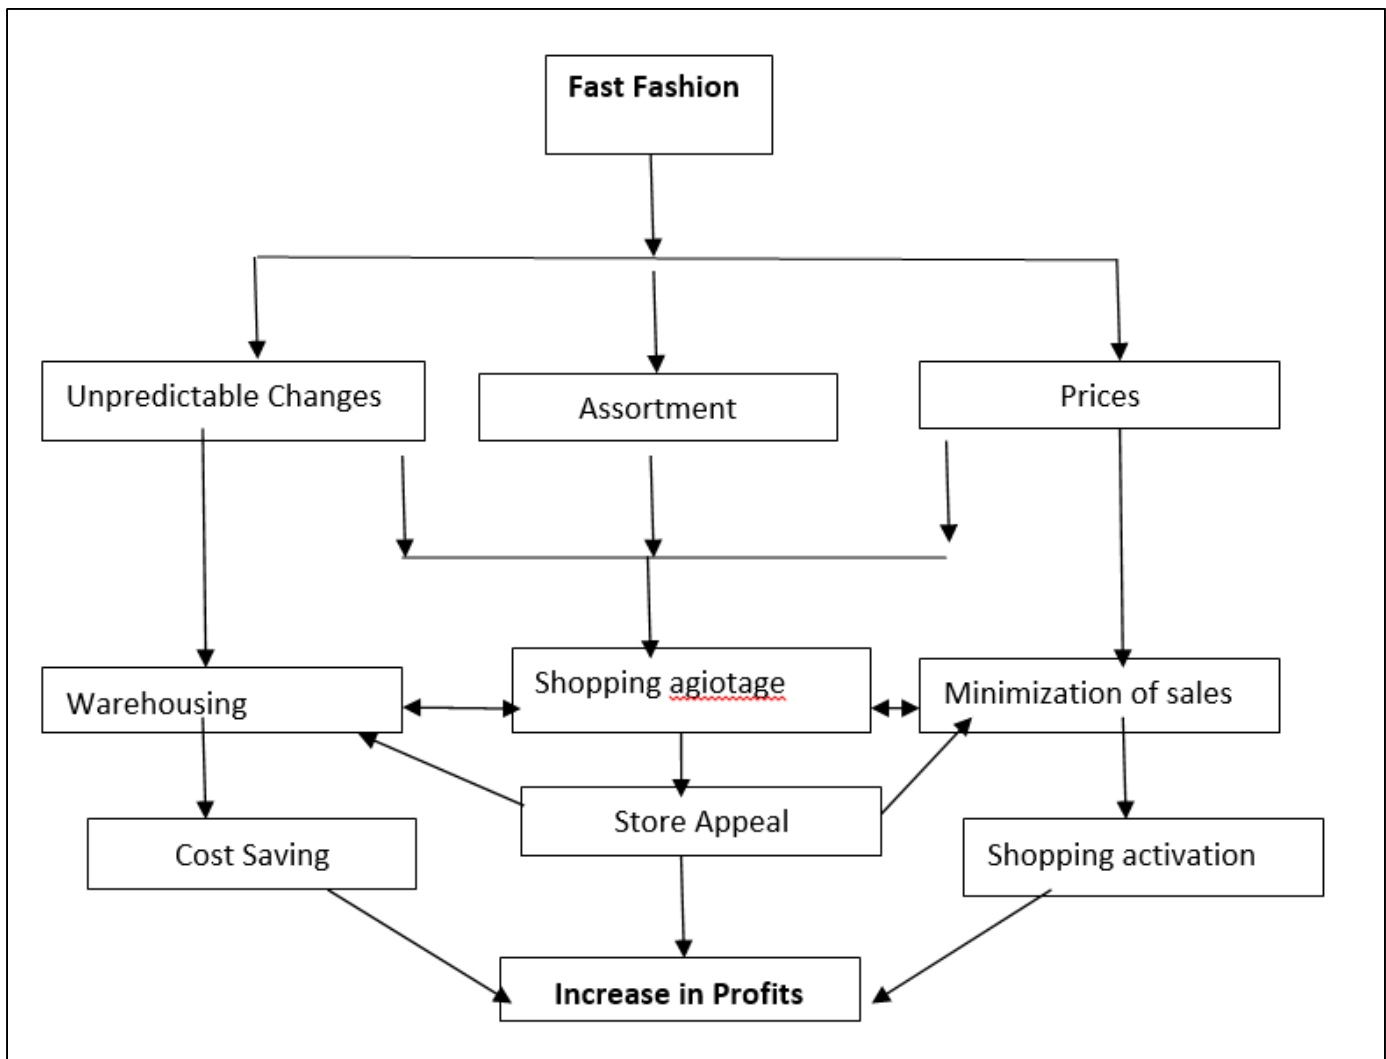 Fast Fashion
Unpredictable Changes
Assortment
Prices
Warehousing
Shopping agiotage
Minimization of sales
Store Appeal
Cost Saving
Shopping activation
Increase in Profits